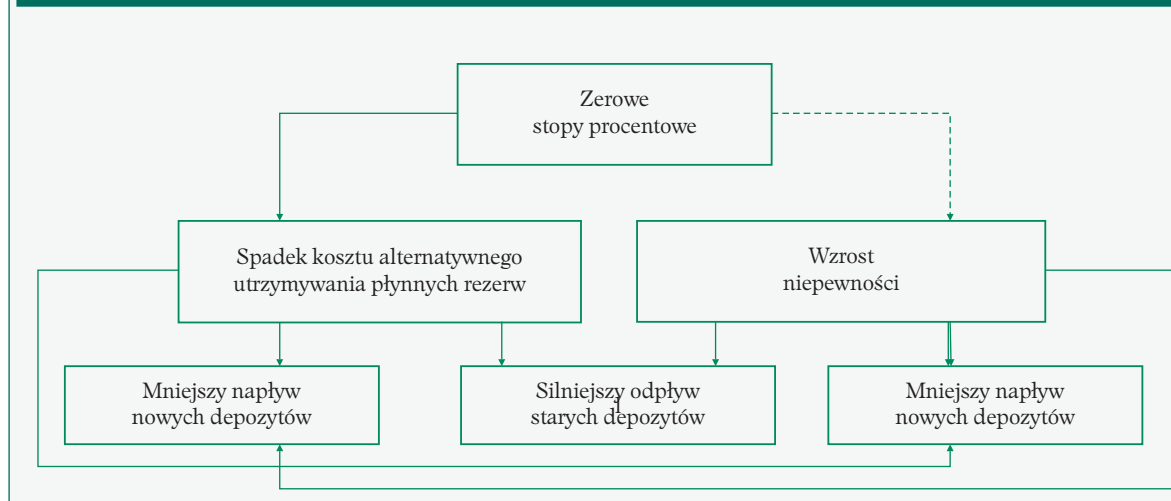 Zerowe
stopy procentowe
Spadek kosztu alternatywnego
utrzymywania płynnych rezerw
Wzrost
niepewności
Mniejszy napływ
nowych depozytów
Silniejszy odpływ
starych depozytów
Mniejszy napływ
nowych depozytów